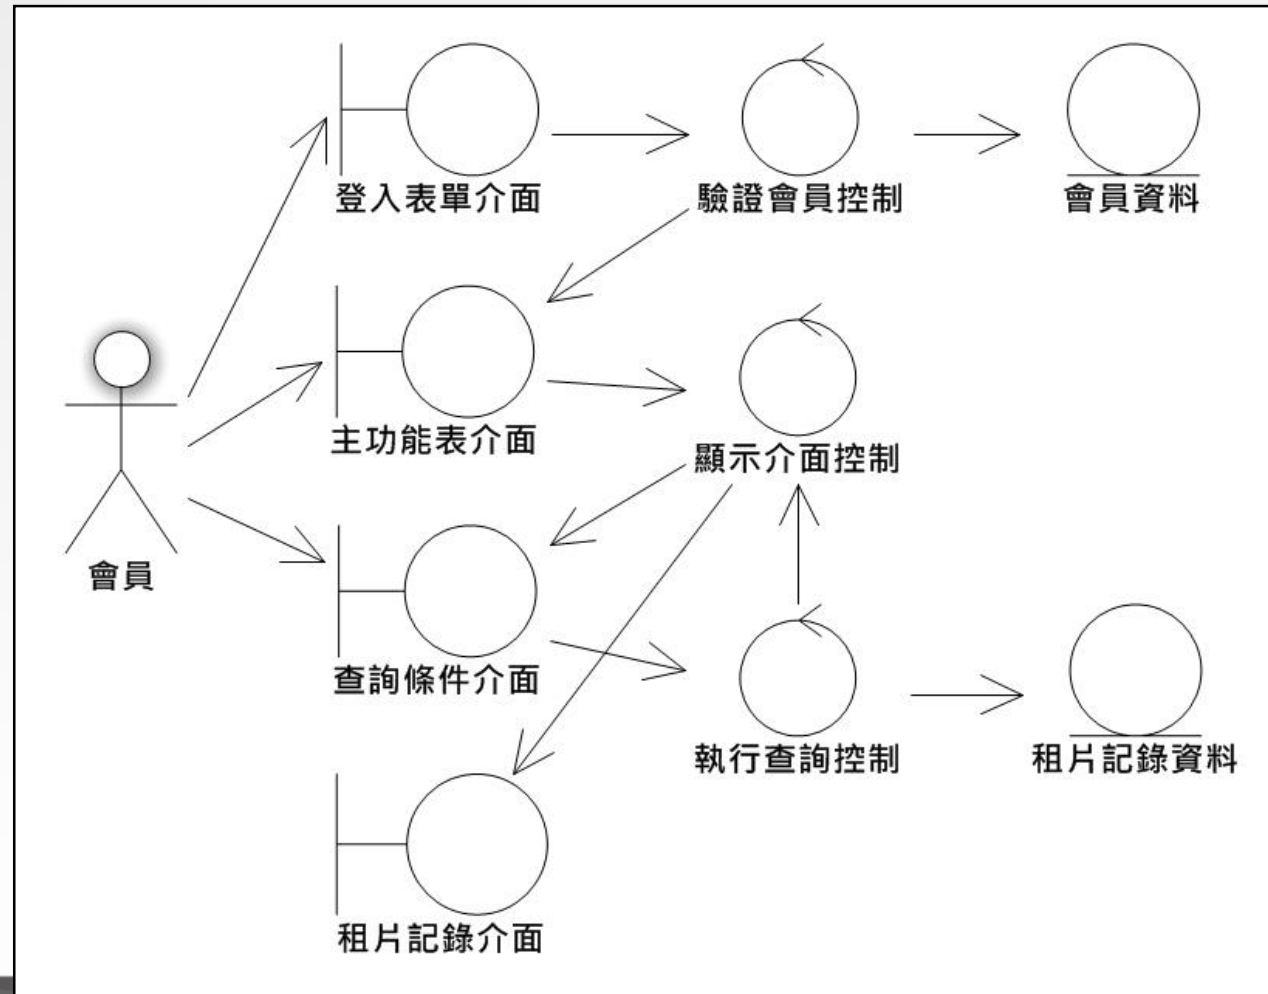 登入表單介面
驗證會員控制
會員資料
主功能表介面
顯示介面控制
會員
查詢條件介面
執行查詢控制
租片記錄資料
租片記錄介面